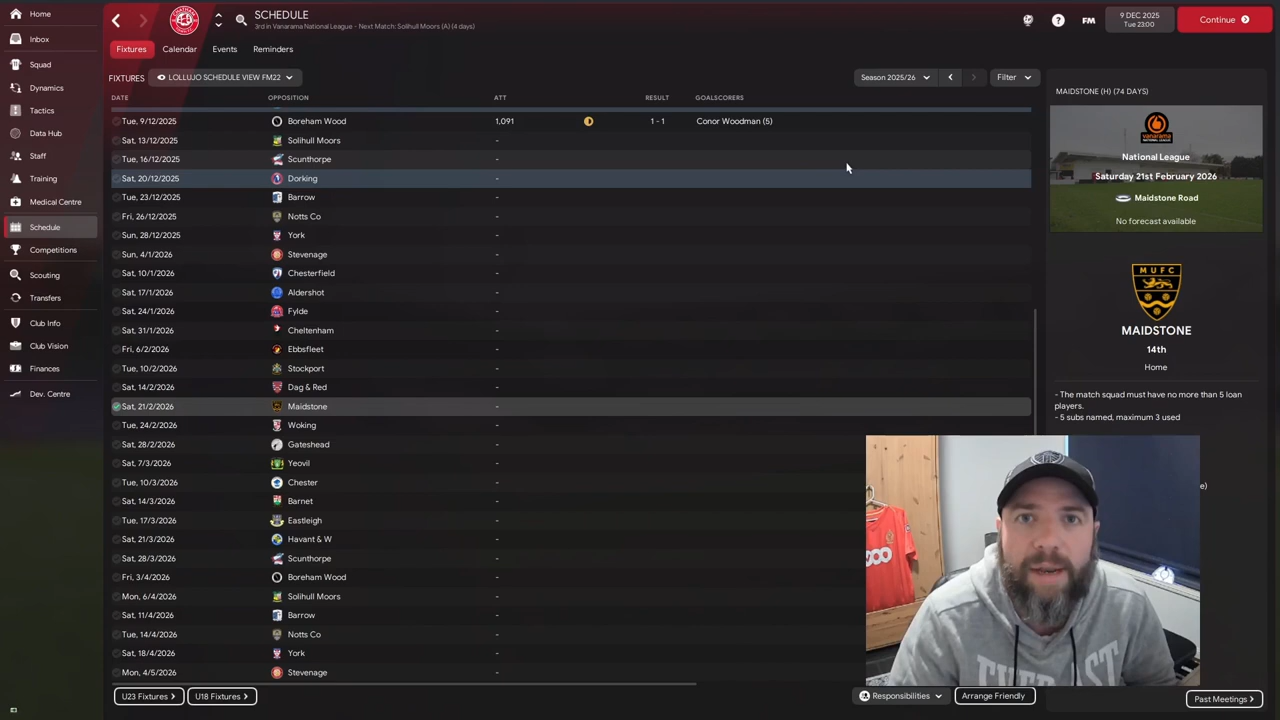 Home
Inbox
Squad
Dynamics
Tactics
Data Hub
Staff
Training
Medical Centre
Schedule
Competitions
Scouting
Transfers
Club Info
Club Vision
Finances
Dev. Centre
SCHEDULE
3rd in Vanarama National League - Next Match: Solihull Moors (A) (4 days)
FM
9 DEC 2025
Tue 23:00
Continue
Fixtures
Calendar
Events
Reminders
FIXTURES
LOLLUJO SCHEDULE VIEW FM22
Season 2025/26
Filter
DATE OPPOSITION ATT RESULT GOALSCORERS
Tue, 9/12/2025 Boreham Wood 1,091 1 - 1 Conor Woodman (5)
Sat, 13/12/2025 Solihull Moors -
Tue, 16/12/2025 Scunthorpe -
Sat, 20/12/2025 Dorking -
Tue, 23/12/2025 Barrow -
Fri, 26/12/2025 Notts Co -
Sun, 28/12/2025 York -
Sun, 4/1/2026 Stevenage -
Sat, 10/1/2026 Chesterfield -
Sat, 17/1/2026 Aldershot -
Sat, 24/1/2026 Fylde -
Sat, 31/1/2026 Cheltenham -
Fri, 6/2/2026 Ebbsfleet -
Tue, 10/2/2026 Stockport -
Sat, 14/2/2026 Dag & Red -
Sat, 21/2/2026 Maidstone -
Tue, 24/2/2026 Woking -
Sat, 28/2/2026 Gateshead -
Sat, 7/3/2026 Yeovil -
Tue, 10/3/2026 Chester -
Sat, 14/3/2026 Barnet -
Tue, 17/3/2026 Eastleigh -
Sat, 21/3/2026 Havant & W -
Sat, 28/3/2026 Scunthorpe -
Fri, 3/4/2026 Boreham Wood -
Mon, 6/4/2026 Solihull Moors -
Sat, 11/4/2026 Barrow -
Tue, 14/4/2026 Notts Co -
Sat, 18/4/2026 York -
Mon, 4/5/2026 Stevenage -
U23 Fixtures
U18 Fixtures
Responsibilities
Arrange Friendly
MAIDSTONE (H) (74 DAYS)
National League
Saturday 21st February 2026
Maidstone Road
No forecast available
MUFC
MAIDSTONE
14th
Home
- The match squad must have no more than 5 loan
players.
- 5 subs named, maximum 3 used
Past Meetings